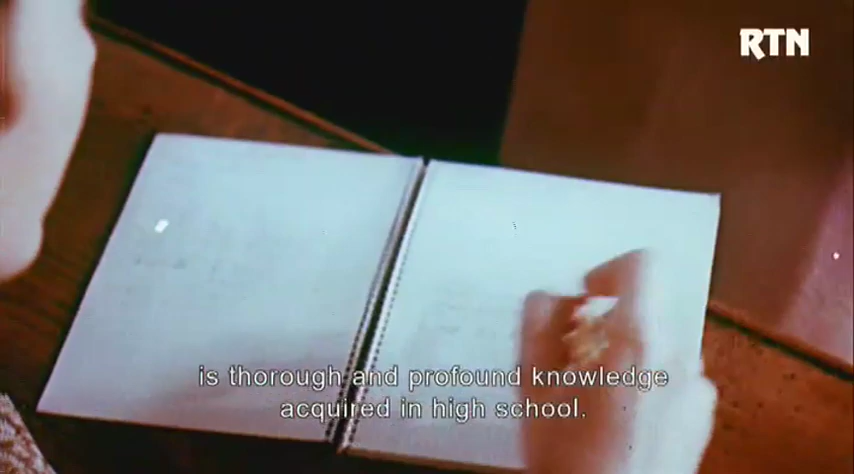 RTN
is thorough and profound knowledge
acquired in high school.